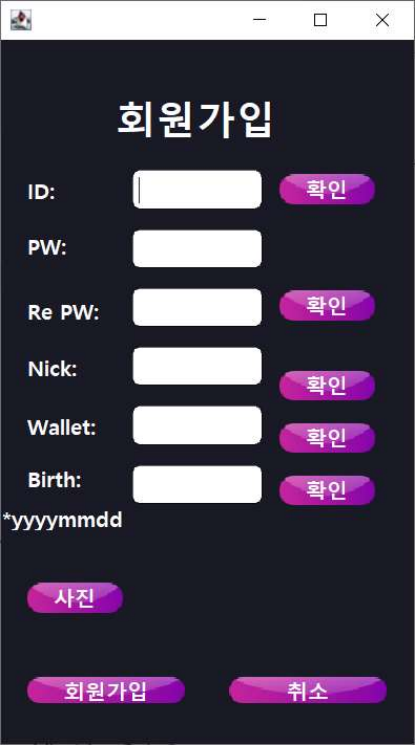 회원가입
ID: 확인
PW:
Re PW: 확인
Nick: 확인
Wallet: 확인
Birth: 확인
*yyyymmdd
사진
회원가입 취소